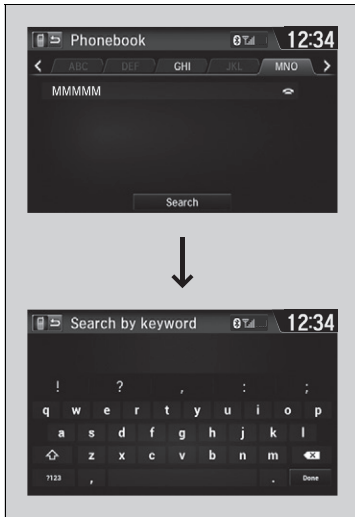 Phonebook 12:34
ABC DEF GHI JKL MNO
MMMMM
Search
Search by keyword 12:34
! ? , : ;
q w e r t y u i o p
a s d f g h j k l
z x c v b n m
?123 , . Done